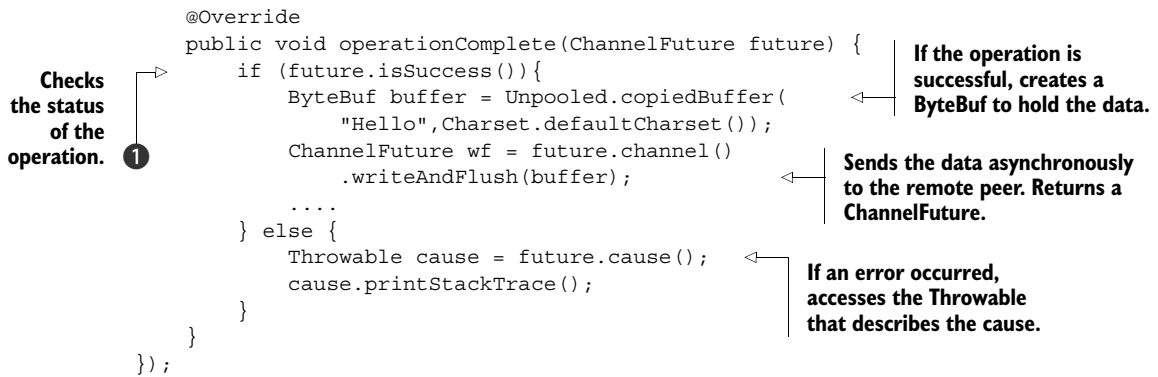 @Override
public void operationComplete(ChannelFuture future) {
if (future.isSuccess()){
ByteBuf buffer = Unpooled.copiedBuffer(
"Hello",Charset.defaultCharset());
ChannelFuture wf = future.channel()
.writeAndFlush(buffer);
....
} else {
Throwable cause = future.cause();
cause.printStackTrace();
}
}
});
Checks
the status
of the
operation.
1
If the operation is
successful, creates a
ByteBuf to hold the data.
Sends the data asynchronously
to the remote peer. Returns a
ChannelFuture.
If an error occurred,
accesses the Throwable
that describes the cause.